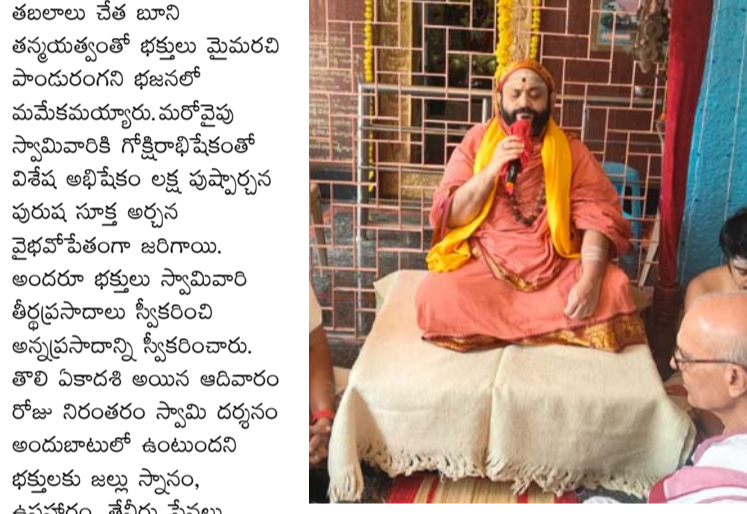 తబలాలు చేత బూని
తన్మయత్వంతో భక్తులు మైమరచి
పాండురంగని భజనలో
మమేకమయ్యారు.మరోవైపు
స్వామివారికి గోక్షిరాభిషేకంతో
విశేష అభిషేకం లక్ష పుష్పార్చన
పురుష సూక్త అర్చన
వైభవోపేతంగా జరిగాయి.
అందరూ భక్తులు స్వామివారి
తీర్థప్రసాదాలు స్వీకరించి
అన్నప్రసాదాన్ని స్వీకరించారు.
తొలి ఏకాదశి అయిన ఆదివారం
రోజు నిరంతరం స్వామి దర్శనం
అందుబాటులో ఉంటుందని
భక్తులకు జల్లు స్నానం,